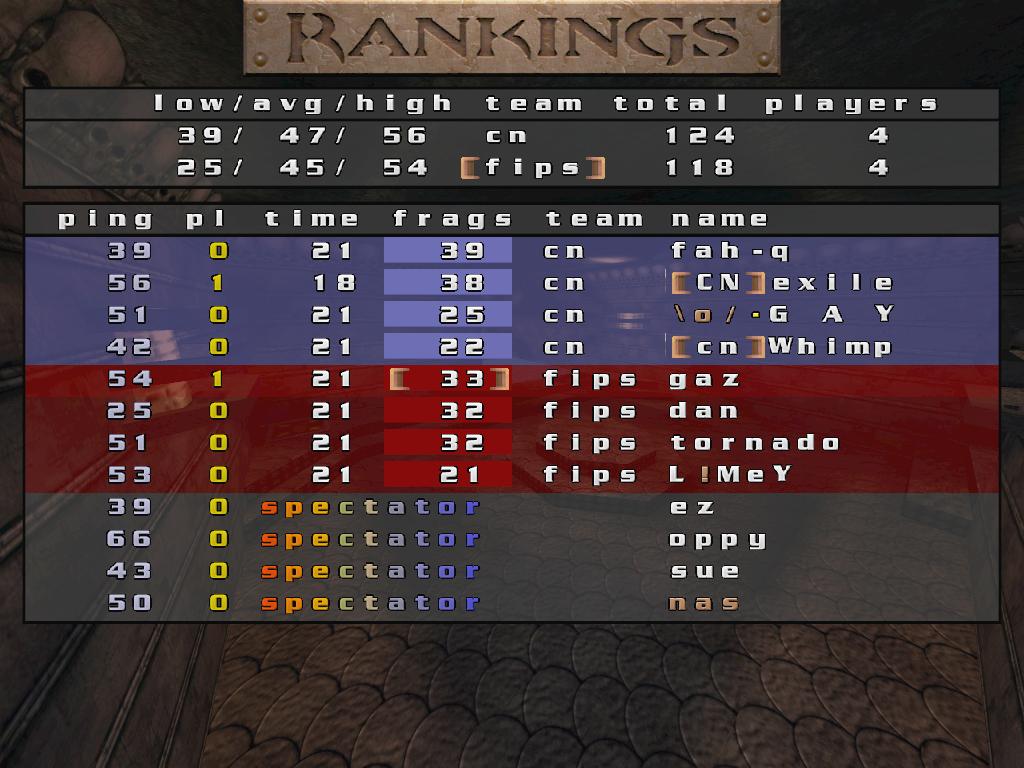 RANKINGS
low/avg/high team total players
39/ 47/ 56 cn 124 4
25/ 45/ 54 [fips] 118 4
ping pl time frags team name
39 0 21 39 cn fah-q
56 1 18 38 cn [CN]exile
51 0 21 25 cn \o/·G A Y
42 0 21 22 cn [cn]Whimp
54 1 21 [ 33 ] fips gaz
25 0 21 32 fips dan
51 0 21 32 fips tornado
53 0 21 21 fips L!MeY
39 0 spectator ez
66 0 spectator oppy
43 0 spectator sue
50 0 spectator nas